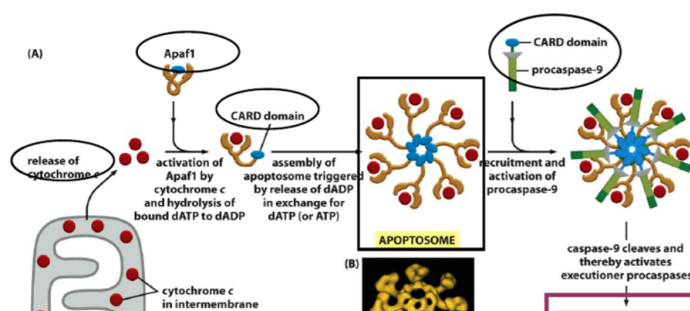 (A)
Apaf1
CARD domain
procaspase-9
CARD domain
release of
cytochrome c
activation of
Apaf1 by
cytochrome c
and hydrolysis of
bound dATP to dADP
assembly of
apoptosome triggered
by release of dADP
in exchange for
dATP (or ATP)
recruitment and
activation of
procaspase-9
APOPTOSOME
(B)
caspase-9 cleaves and
thereby activates
executioner procaspases
cytochrome c
in intermembrane